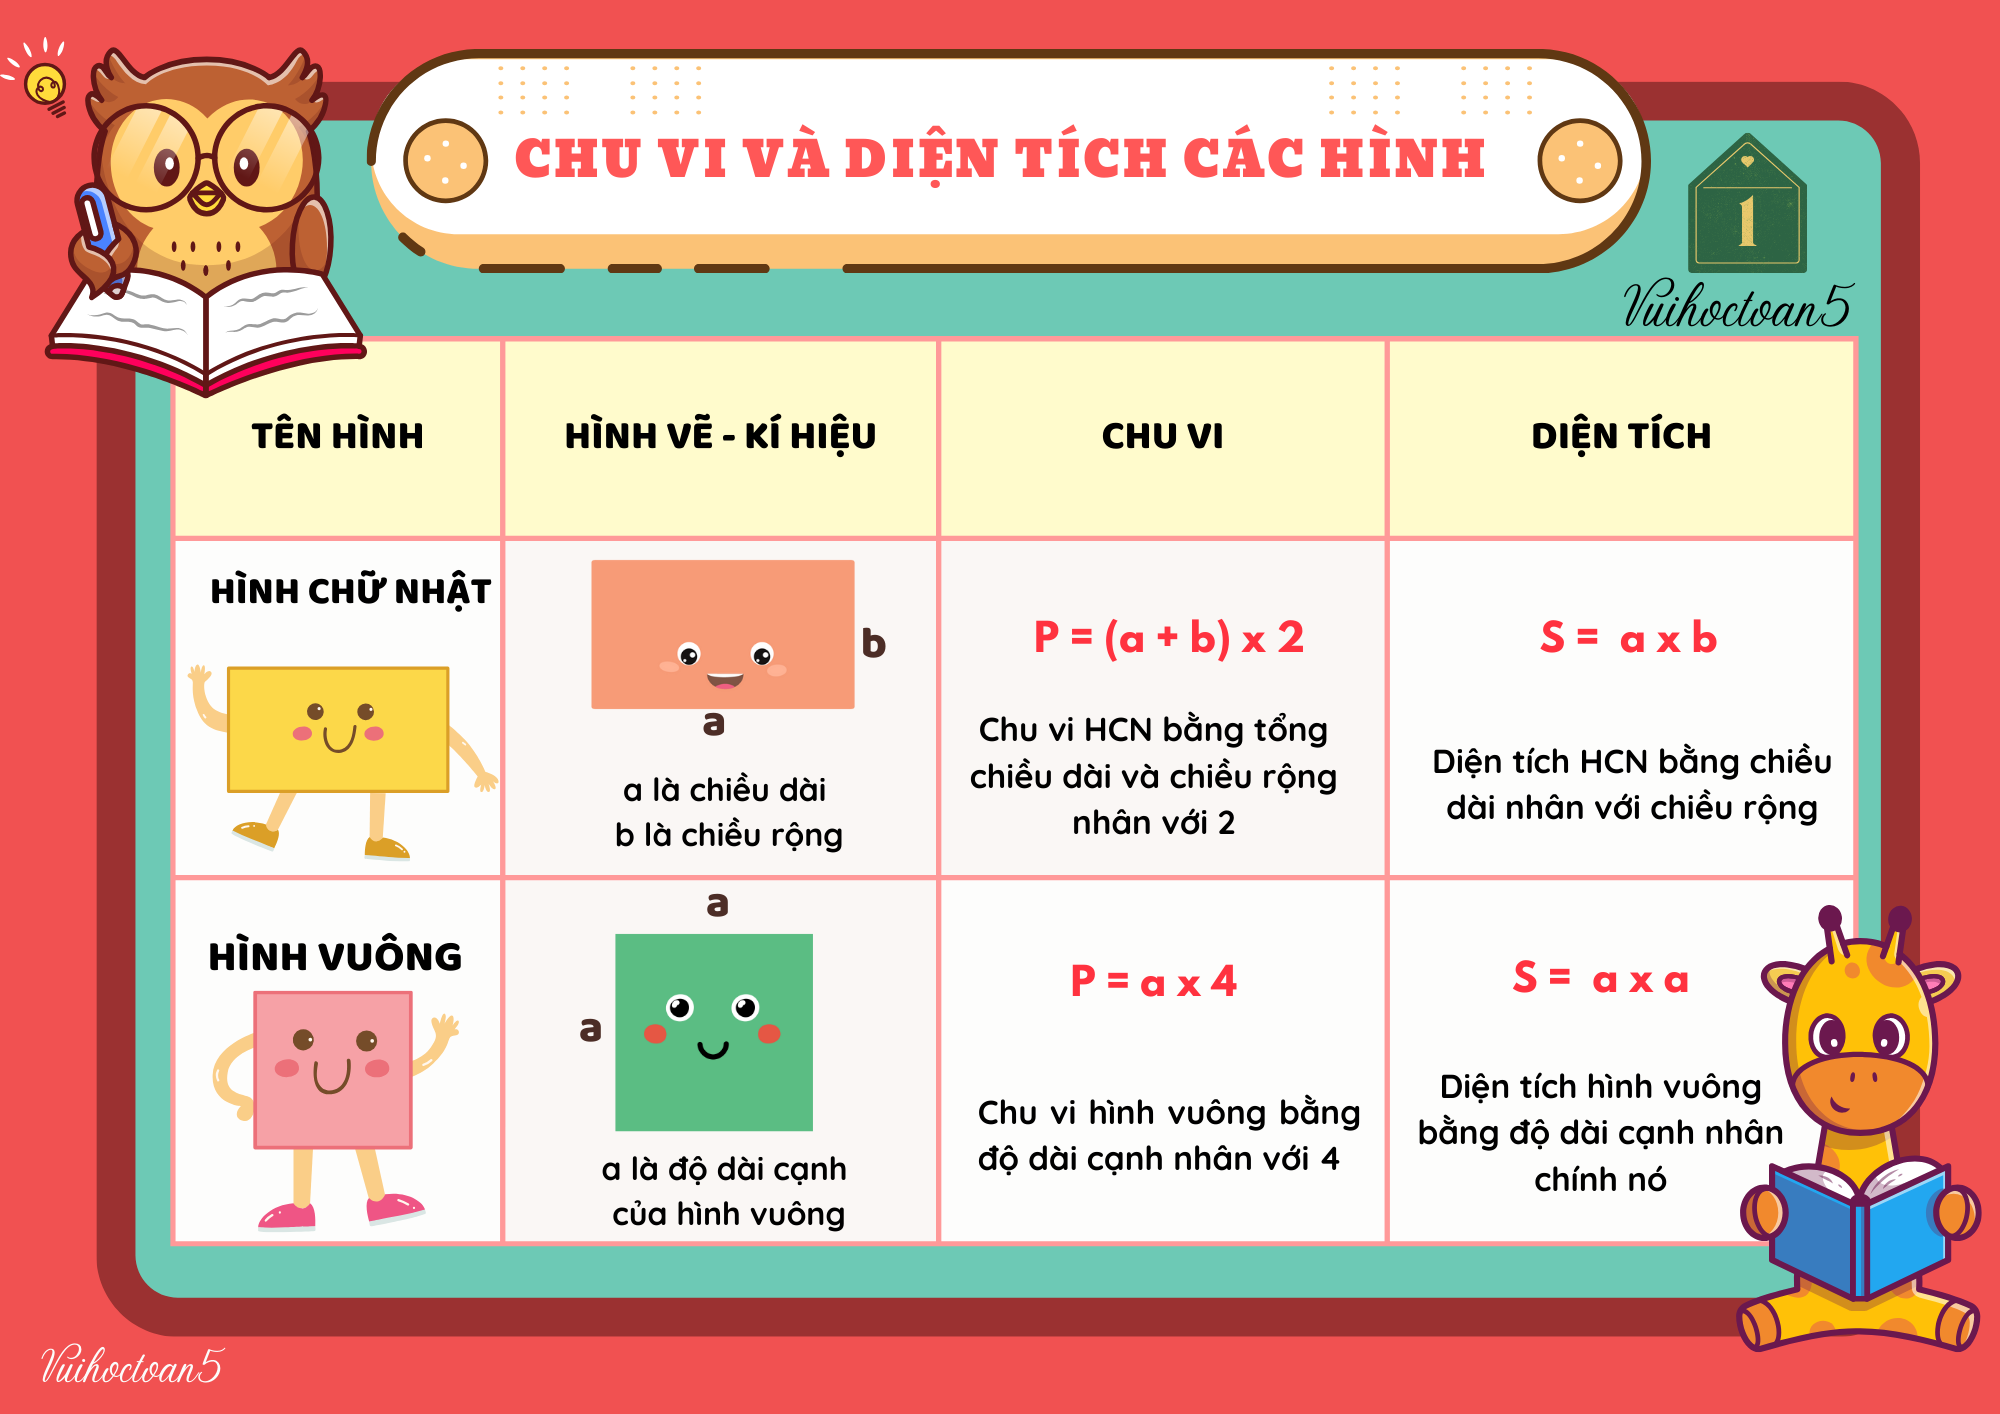 CHU VI VÀ DIỆN TÍCH CÁC HÌNH
1
Vuihoctoan5
TÊN HÌNH
HÌNH VẼ - KÍ HIỆU
CHU VI
DIỆN TÍCH
HÌNH CHỮ NHẬT
b
a
a là chiều dài
b là chiều rộng
P = (a + b) x 2
Chu vi HCN bằng tổng
chiều dài và chiều rộng
nhân với 2
S = a x b
Diện tích HCN bằng chiều
dài nhân với chiều rộng
HÌNH VUÔNG
a
a
a là độ dài cạnh
của hình vuông
P = a x 4
Chu vi hình vuông bằng
độ dài cạnh nhân với 4
S = a x a
Diện tích hình vuông
bằng độ dài cạnh nhân
chính nó
Vuihoctoan5